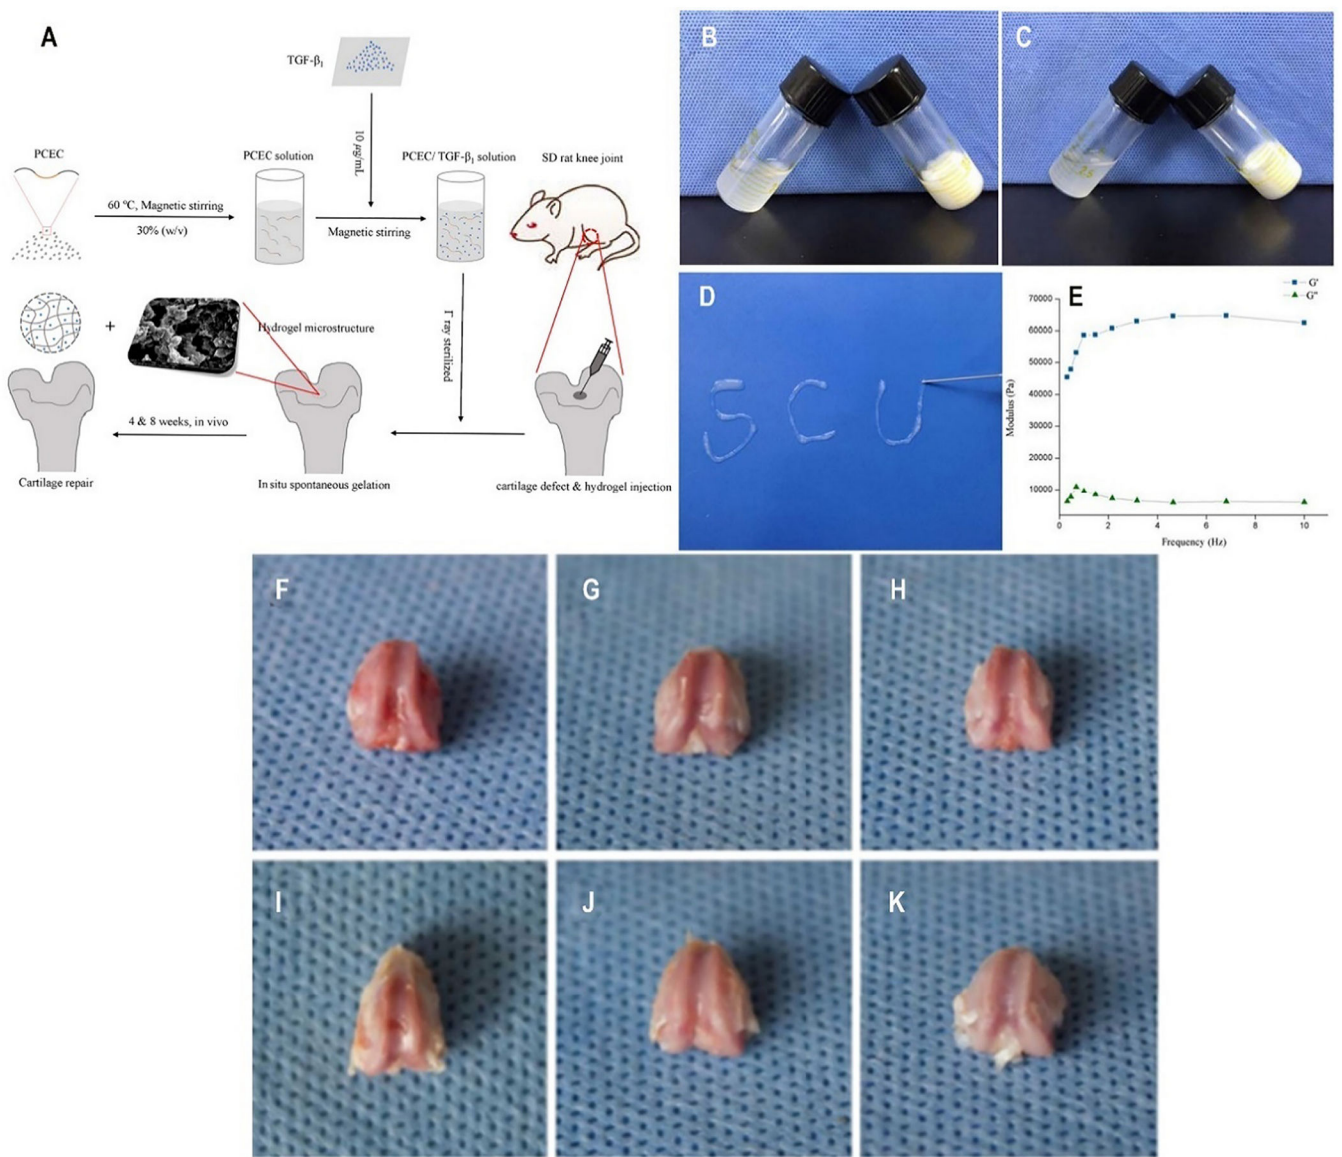 A
TGF-β1
10 μg/mL
PCEC
PCEC solution
PCEC/ TGF-β1 solution
SD rat knee joint
60 °C, Magnetic stirring
30% (w/v)
Magnetic stirring
Γ ray sterilized
+
Hydrogel microstructure
4 & 8 weeks, in vivo
Cartilage repair
In situ spontaneous gelation
cartilage defect & hydrogel injection
B
C
25
D
S C U
E
G'
G"
70000
60000
50000
40000
30000
20000
10000
Modulus (Pa)
0 2 4 6 8 10
Frequency (Hz)
F
G
H
I
J
K